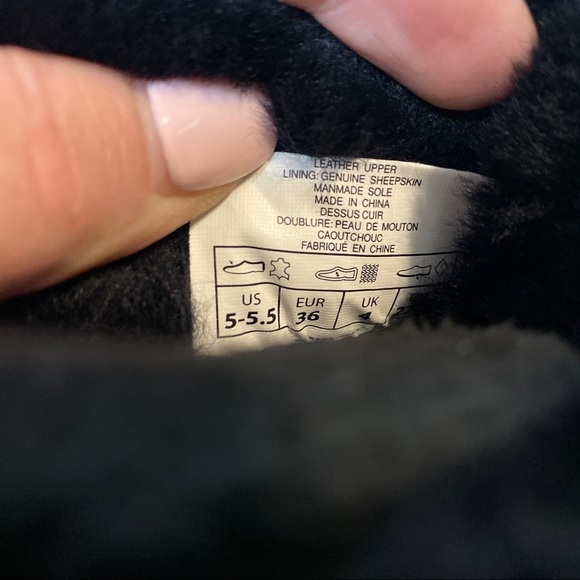 LEATHER UPPER
LINING: GENUINE SHEEPSKIN
MANMADE SOLE
MADE IN CHINA
DESSUS CUIR
DOUBLURE: PEAU DE MOUTON
CAOUTCHOUC
FABRIQUÉ EN CHINE
US EUR UK
5-5.5 36 4